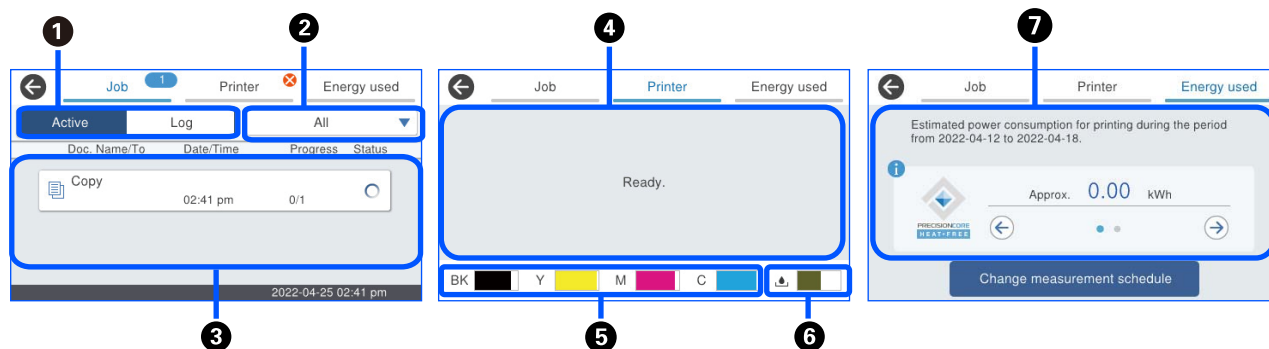 1
2
4
7
Job 1 Printer Energy used
Active Log All
Doc. Name/To Date/Time Progress Status
Copy
02:41 pm 0/1
2022-04-25 02:41 pm
3
Job Printer Energy used
Ready.
BK Y M C
5
6
Job Printer Energy used
Estimated power consumption for printing during the period
from 2022-04-12 to 2022-04-18.
i
Approx. 0.00 kWh
PRECISIONCORE
HEAT-FREE
Change measurement schedule